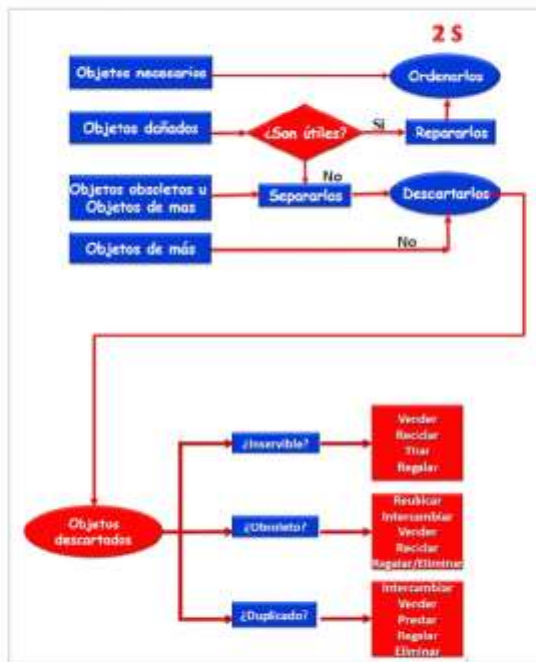 2 S
Objetos necesarios
Ordenarlos
Objetos dañados
¿Son útiles?
Si
Repararlos
No
Objetos obsoletos u
Objetos de mas
Separarlos
Descartarlos
Objetos de más
No
¿Inservible?
Vender
Reciclar
Tirar
Regalar
Objetos
descartados
¿Obsoleto?
Reubicar
Intercambiar
Vender
Reciclar
Regalar/Eliminar
¿Duplicado?
Intercambiar
Vender
Prestar
Regalar
Eliminar